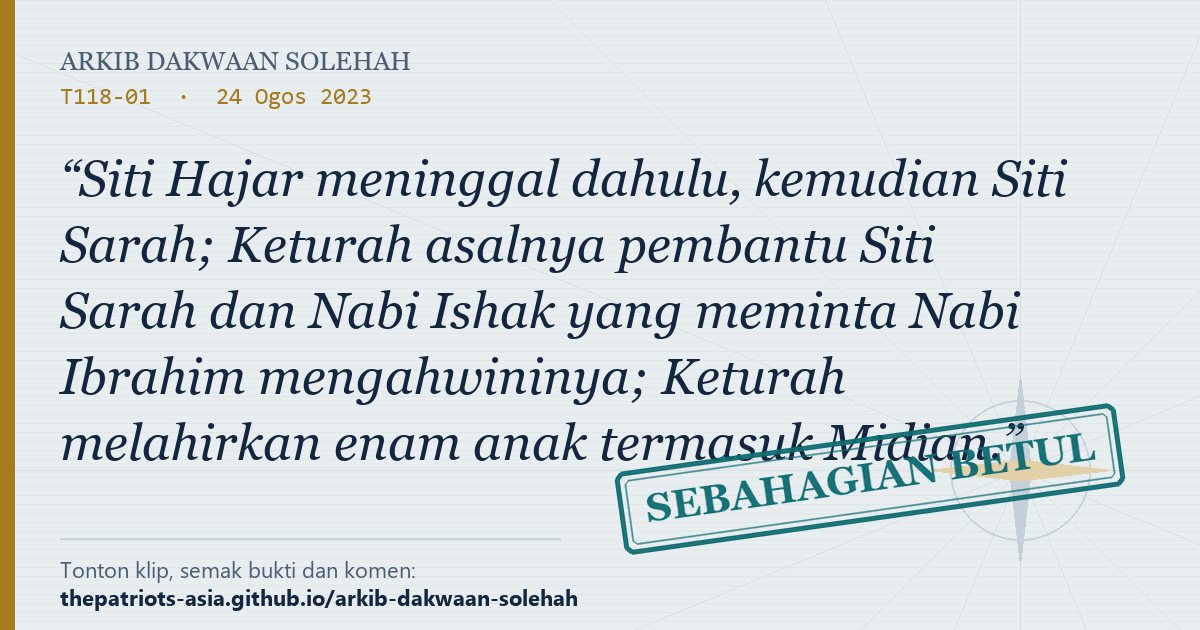 ARKIB DAKWAAN SOLEHAH
T118-01 · 24 Ogos 2023
“Siti Hajar meninggal dahulu, kemudian Siti
Sarah; Keturah asalnya pembantu Siti
Sarah dan Nabi Ishak yang meminta Nabi
Ibrahim mengahwininya; Keturah
melahirkan enam anak termasuk Midian.”
SEBAHAGIAN BETUL
Tonton klip, semak bukti dan komen:
thepatriots-asia.github.io/arkib-dakwaan-solehah